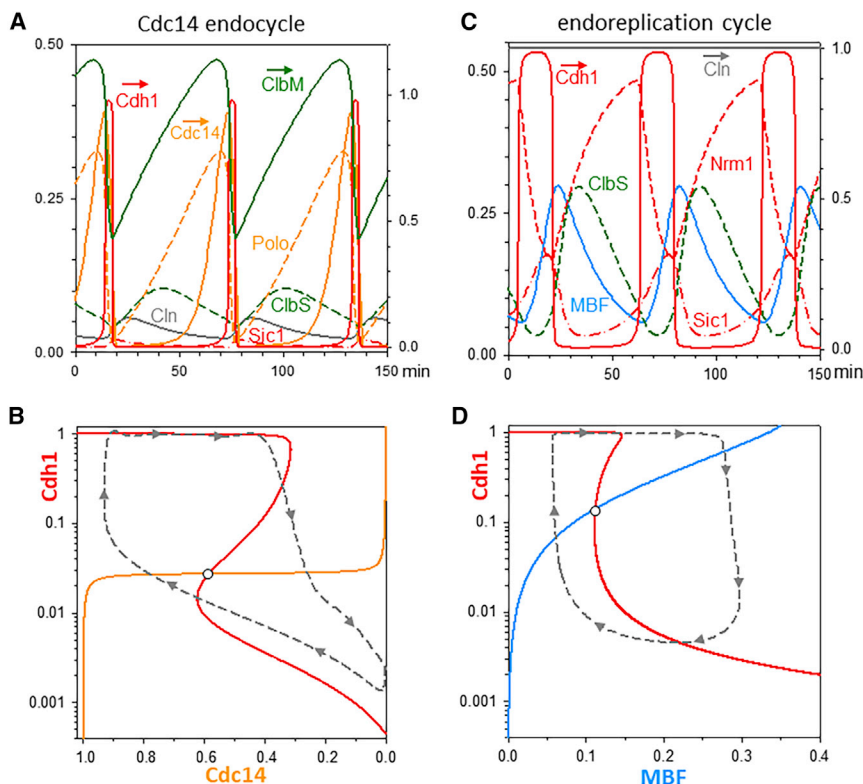 A
Cdc14 endocycle
0.50
0.25
0.00
1.0
0.5
0.0
Cdh1
ClbM
Cdc14
Polo
Cln
ClbS
Sic1
0
50
100
150
min
B
Cdh1
1
0.1
0.01
0.001
1.0
0.8
0.6
0.4
0.2
0.0
Cdc14
C
endoreplication cycle
0.50
0.25
0.00
1.0
0.5
0.0
Cln
Cdh1
Nrm1
ClbS
MBF
Sic1
0
50
100
150
min
D
Cdh1
1
0.1
0.01
0.001
0.0
0.1
0.2
0.3
0.4
MBF